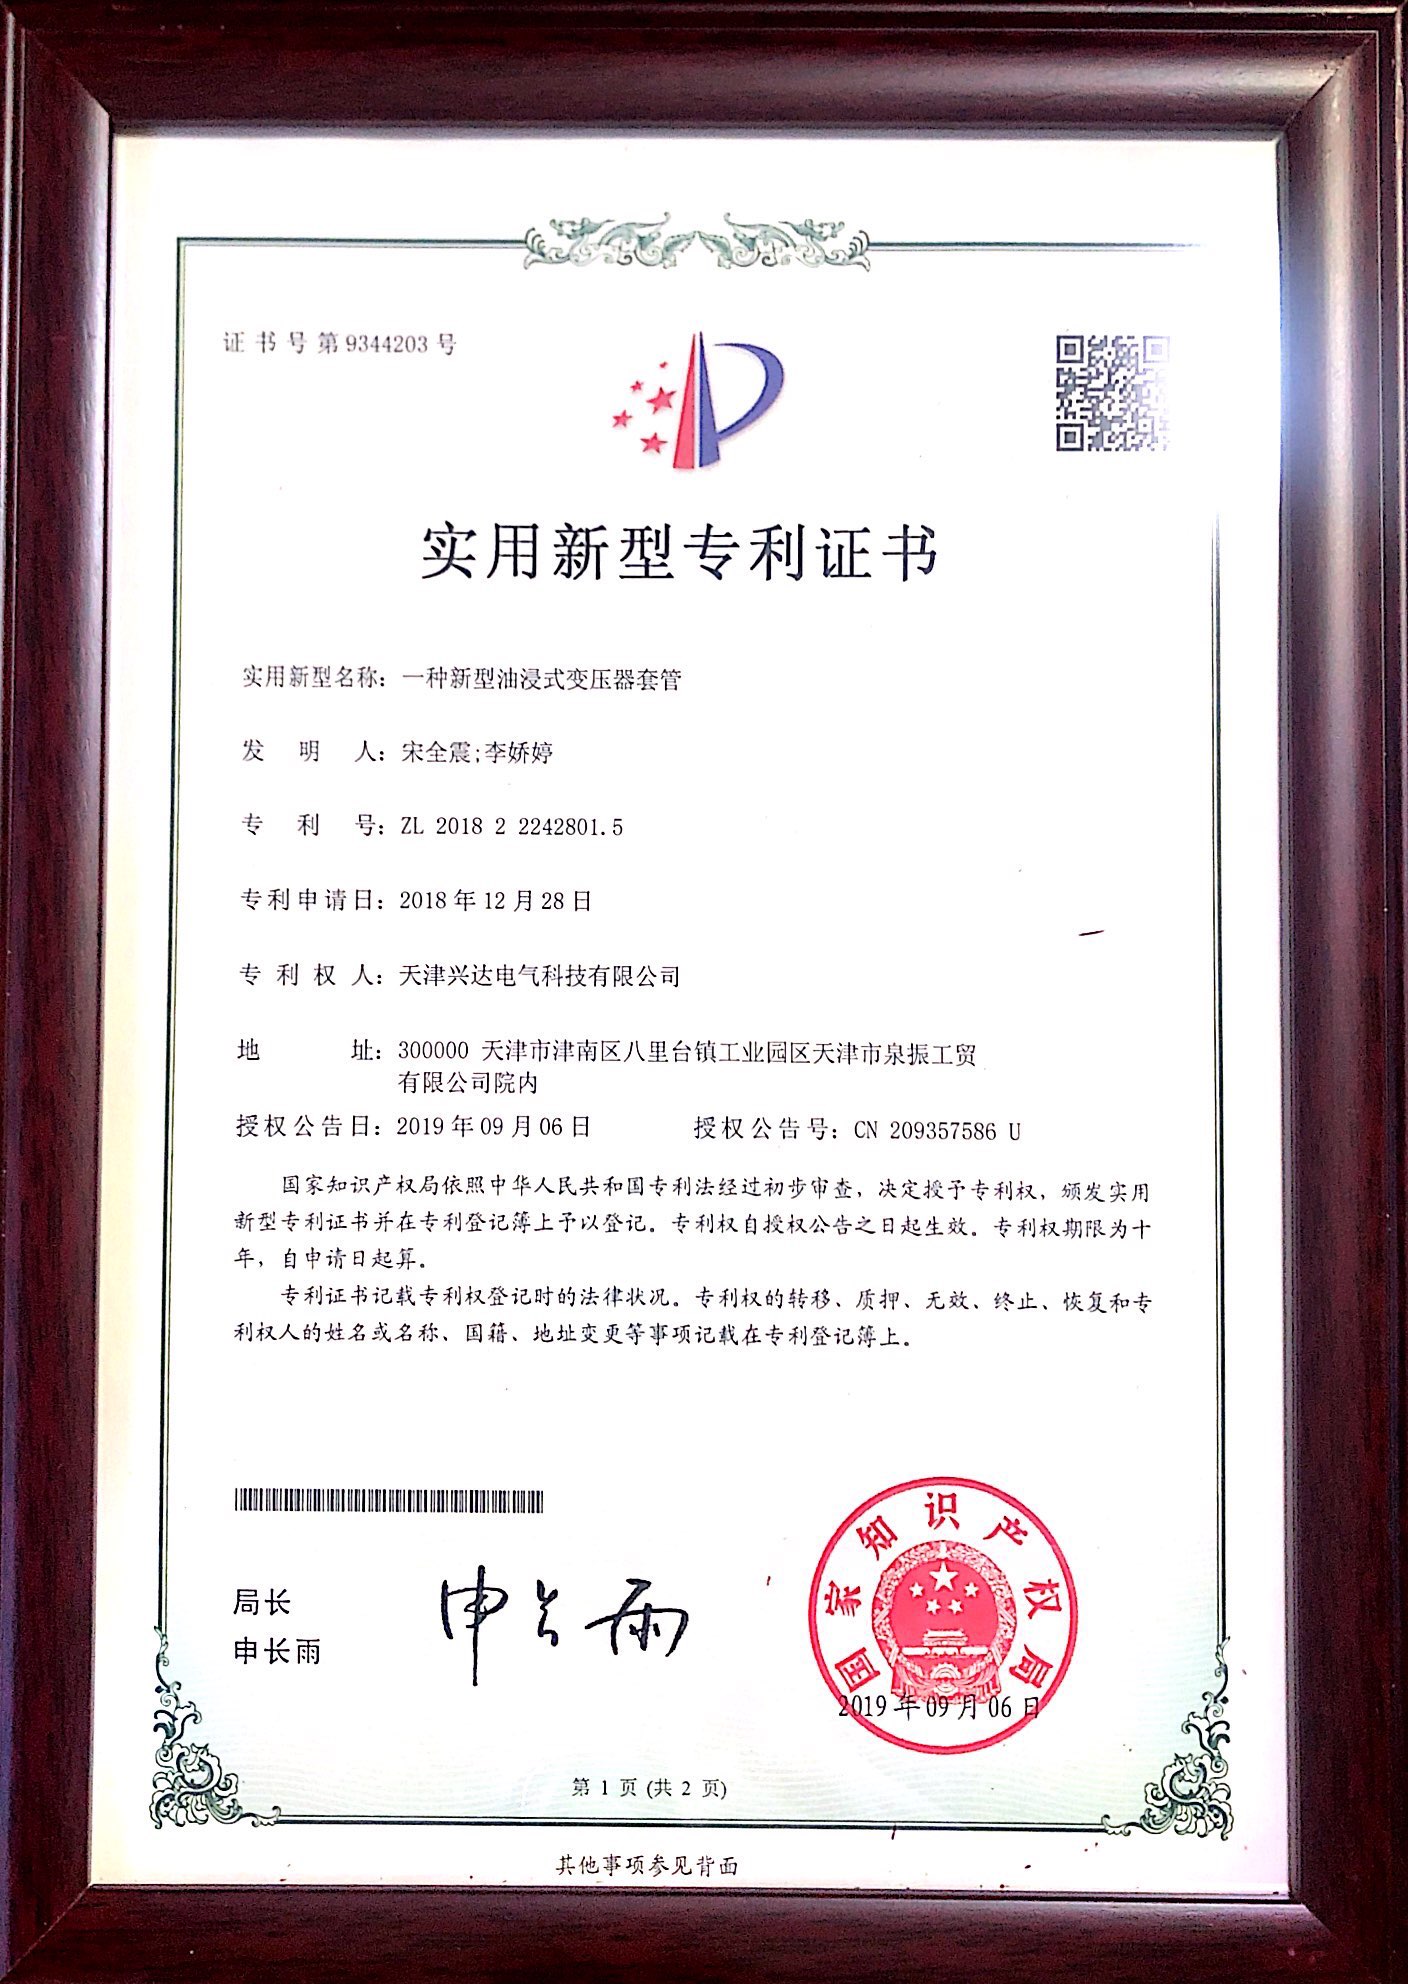 证书号第9344203号
实用新型专利证书
实用新型名称：一种新型油浸式变压器套管
发明人：宋全震;李娇婷
专利号：ZL 2018 2 2242801.5
专利申请日：2018年12月28日
专利权人：天津兴达电气科技有限公司
地址：300000 天津市津南区八里台镇工业园区天津市泉振工贸
有限公司院内
授权公告日：2019年09月06日 授权公告号：CN 209357586 U
国家知识产权局依照中华人民共和国专利法经过初步审查，决定授予专利权，颁发实用
新型专利证书并在专利登记簿上予以登记。专利权自授权公告之日起生效。专利权期限为十
年，自申请日起算。
专利证书记载专利权登记时的法律状况。专利权的转移、质押、无效、终止、恢复和专
利权人的姓名或名称、国籍、地址变更等事项记载在专利登记簿上。
局长
申长雨
申长雨
国家知识产权局
2019年09月06日
第 1 页 (共 2 页)
其他事项参见背面